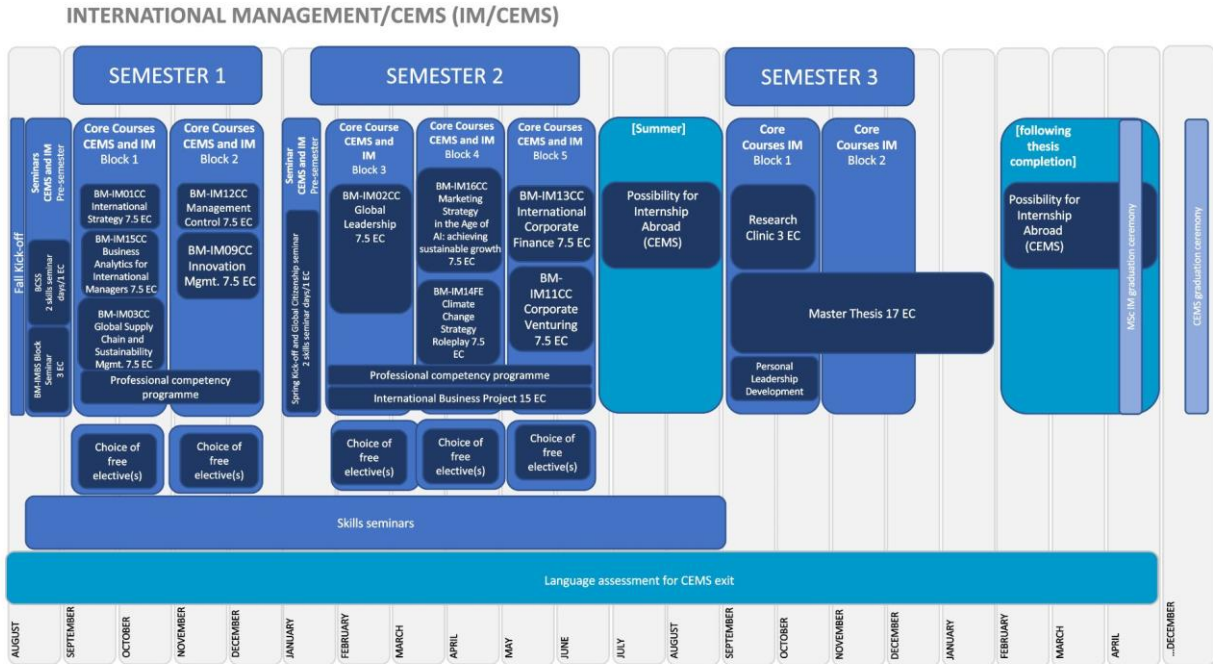 INTERNATIONAL MANAGEMENT/CEMS (IM/CEMS)
SEMESTER 1
SEMESTER 2
SEMESTER 3
Fall Kick-off
Seminars
CEMS and IM
Pre-semester
BCSS
2 skills seminar
days/1 EC
BM-IMBS Block
Seminar
3 EC
Core Courses
CEMS and IM
Block 1
BM-IM01CC
International
Strategy 7.5 EC
BM-IM15CC
Business
Analytics for
International
Managers 7.5 EC
BM-IM03CC
Global Supply
Chain and
Sustainability
Mgmt. 7.5 EC
Core Courses
CEMS and IM
Block 2
BM-IM12CC
Management
Control 7.5 EC
BM-IM09CC
Innovation
Mgmt. 7.5 EC
Professional competency
programme
Seminar
CEMS and IM
Pre-semester
Spring Kick-off and Global Citizenship seminar
2 skills seminar days/1 EC
Core Course
CEMS and
IM
Block 3
BM-IM02CC
Global
Leadership
7.5 EC
Core Courses
CEMS and IM
Block 4
BM-IM16CC
Marketing
Strategy
in the Age of
AI: achieving
sustainable growth
7.5 EC
BM-IM14FE
Climate
Change
Strategy
Roleplay 7.5
EC
Core Courses
CEMS and IM
Block 5
BM-IM13CC
International
Corporate
Finance 7.5 EC
BM-
IM11CC
Corporate
Venturing
7.5 EC
Professional competency programme
International Business Project 15 EC
[Summer]
Possibility for
Internship
Abroad
(CEMS)
Core
Courses IM
Block 1
Research
Clinic 3 EC
Core
Courses IM
Block 2
Master Thesis 17 EC
Personal
Leadership
Development
[following
thesis
completion]
Possibility for
Internship
Abroad
(CEMS)
MSc IM graduation ceremony
CEMS graduation ceremony
Choice of
free
elective(s)
Choice of
free
elective(s)
Choice of
free
elective(s)
Choice of
free
elective(s)
Choice of
free
elective(s)
Skills seminars
Language assessment for CEMS exit
AUGUST
SEPTEMBER
OCTOBER
NOVEMBER
DECEMBER
JANUARY
FEBRUARY
MARCH
APRIL
MAY
JUNE
JULY
AUGUST
SEPTEMBER
OCTOBER
NOVEMBER
DECEMBER
JANUARY
FEBRUARY
MARCH
APRIL
...DECEMBER